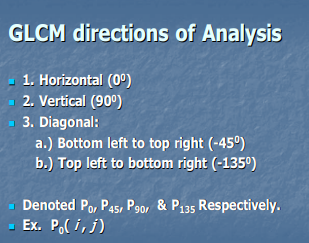 GLCM directions of Analysis
1. Horizontal (0⁰)
2. Vertical (90⁰)
3. Diagonal:
a.) Bottom left to top right (-45⁰)
b.) Top left to bottom right (-135⁰)
Denoted P₀, P₄₅, P₉₀, & P₁₃₅ Respectively.
Ex. P₀( i , j )